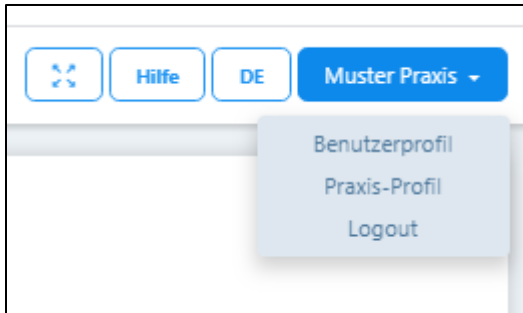 Hilfe
DE
Muster Praxis
Benutzerprofil
Praxis-Profil
Logout